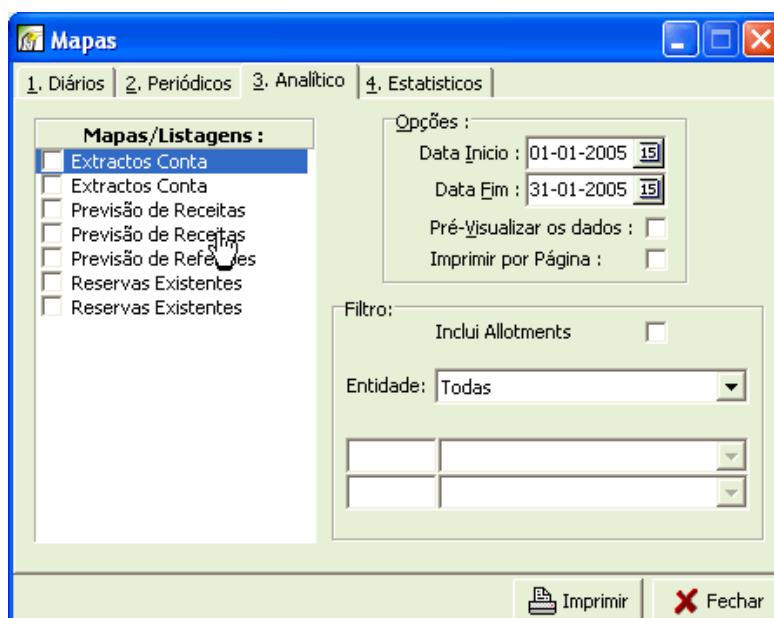 Mapas
1. Diários 2. Periódicos 3. Analítico 4. Estatisticos
Mapas/Listagens :
Extractos Conta
Extractos Conta
Previsão de Receitas
Previsão de Receitas
Previsão de
Reservas Existentes
Reservas Existentes
Opções :
Data Inicio : 01-01-2005 15
Data Fim : 31-01-2005 15
Pré-Visualizar os dados :
Imprimir por Página :
Filtro:
Inclui Allotments
Entidade: Todas
Imprimir Fechar